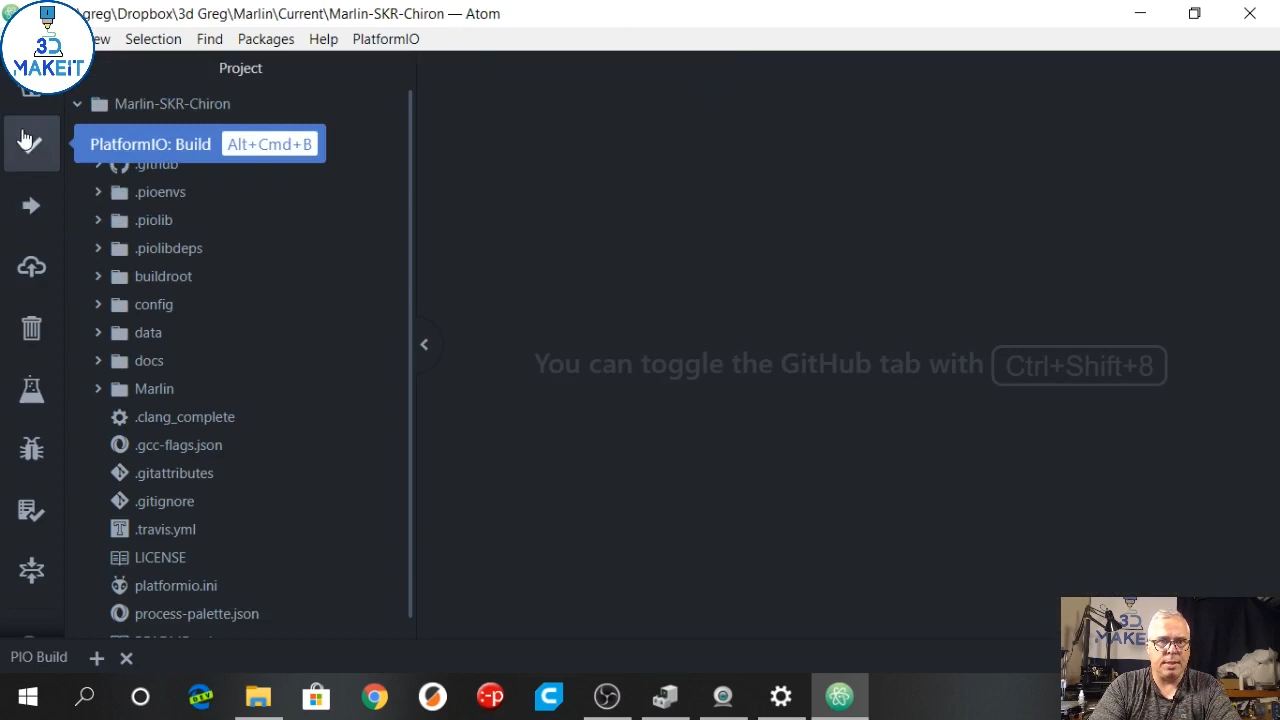 greg\Dropbox\3d Greg\Marlin\Current\Marlin-SKR-Chiron — Atom
3D
MAKEIT
ew Selection Find Packages Help PlatformIO
Project
Marlin-SKR-Chiron
PlatformIO: Build Alt+Cmd+B
.github
.pioenvs
.piolib
.piolibdeps
buildroot
config
data
docs
Marlin
.clang_complete
.gcc-flags.json
.gitattributes
.gitignore
.travis.yml
LICENSE
platformio.ini
process-palette.json
You can toggle the GitHub tab with Ctrl+Shift+8
PIO Build
3D
MAKE